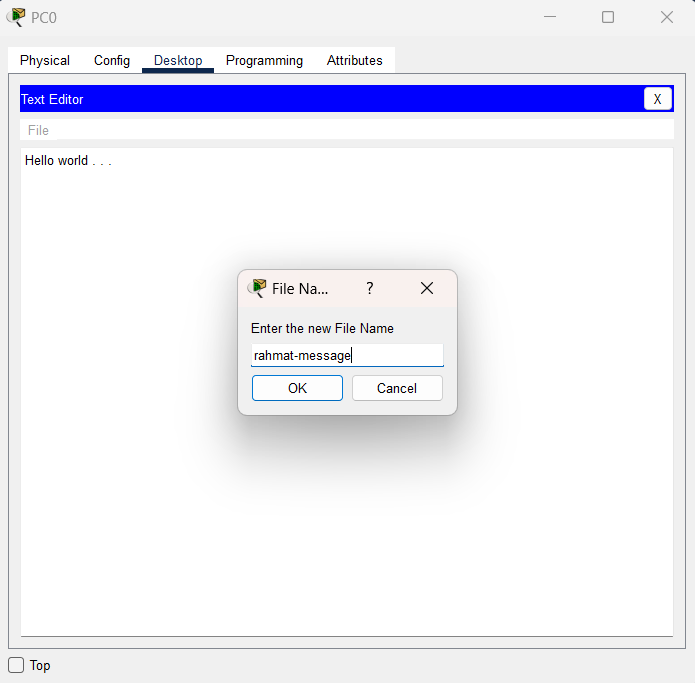 PC0
Physical Config Desktop Programming Attributes
Text Editor X
File
Hello world . . .
File Na... ?
Enter the new File Name
rahmat-message
OK Cancel
Top